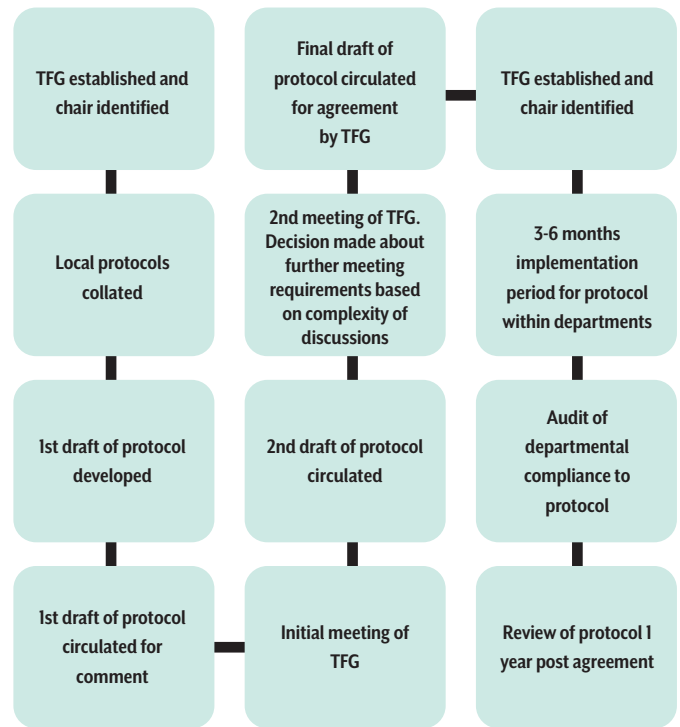 TFG established and
chair identified
Local protocols
collated
1st draft of protocol
developed
1st draft of protocol
circulated for
comment
Initial meeting of
TFG
2nd draft of protocol
circulated
2nd meeting of TFG.
Decision made about
further meeting
requirements based
on complexity of
discussions
Final draft of
protocol circulated
for agreement
by TFG
TFG established and
chair identified
3-6 months
implementation
period for protocol
within departments
Audit of
departmental
compliance to
protocol
Review of protocol 1
year post agreement